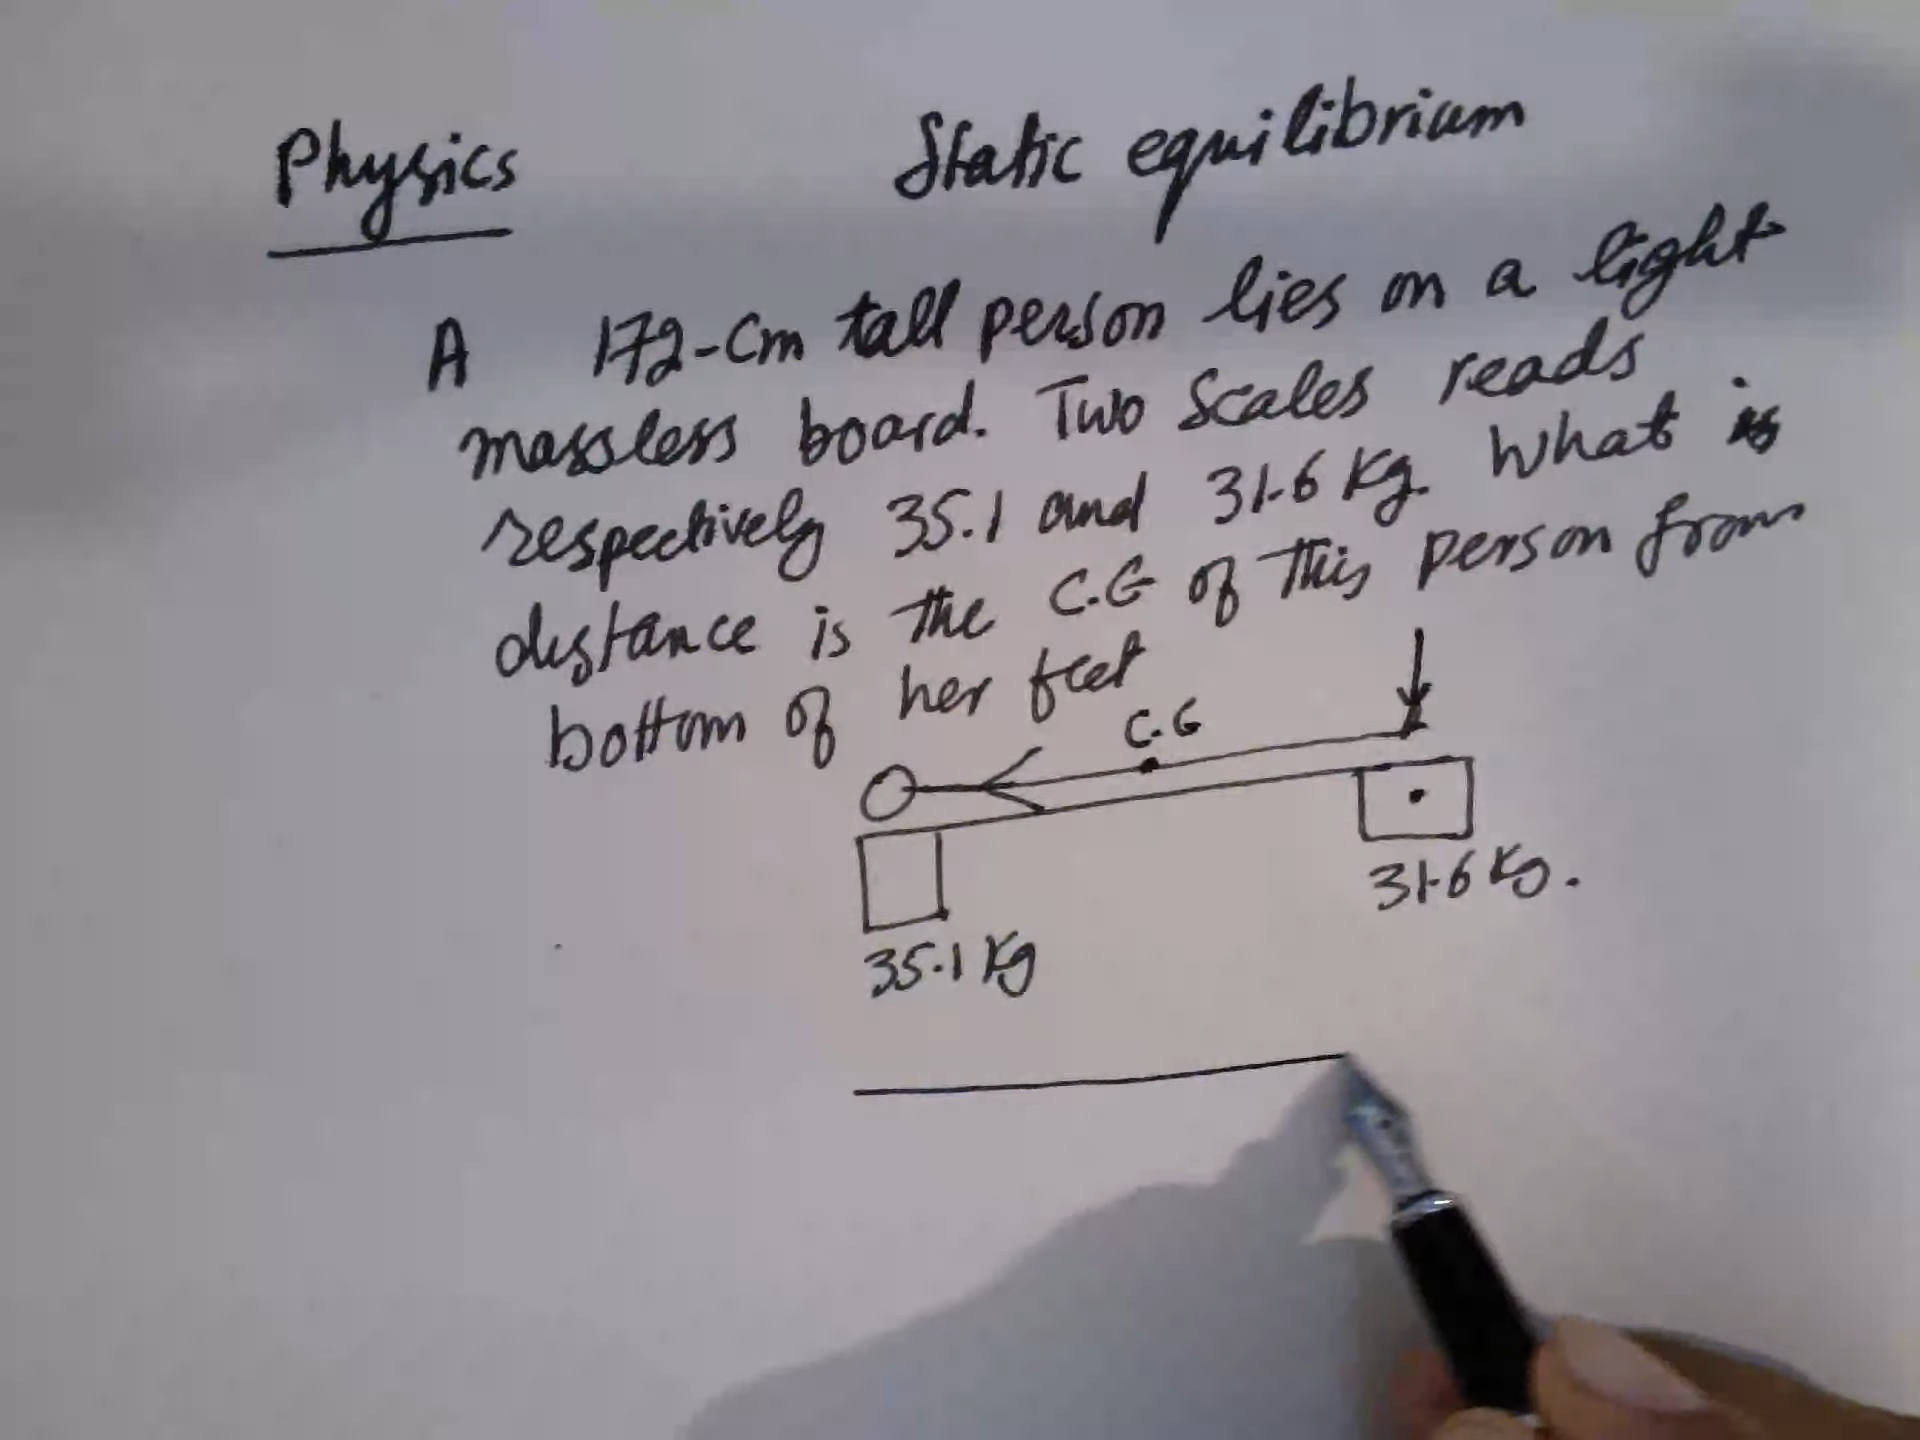 Physics
Static equilibrium
A 172-cm tall person lies on a light
massless board. Two Scales reads
respectively 35.1 and 31.6 Kg. What is
distance is the C.G of this person from
bottom of her feet
C.G
31.6 Kg.
35.1 Kg